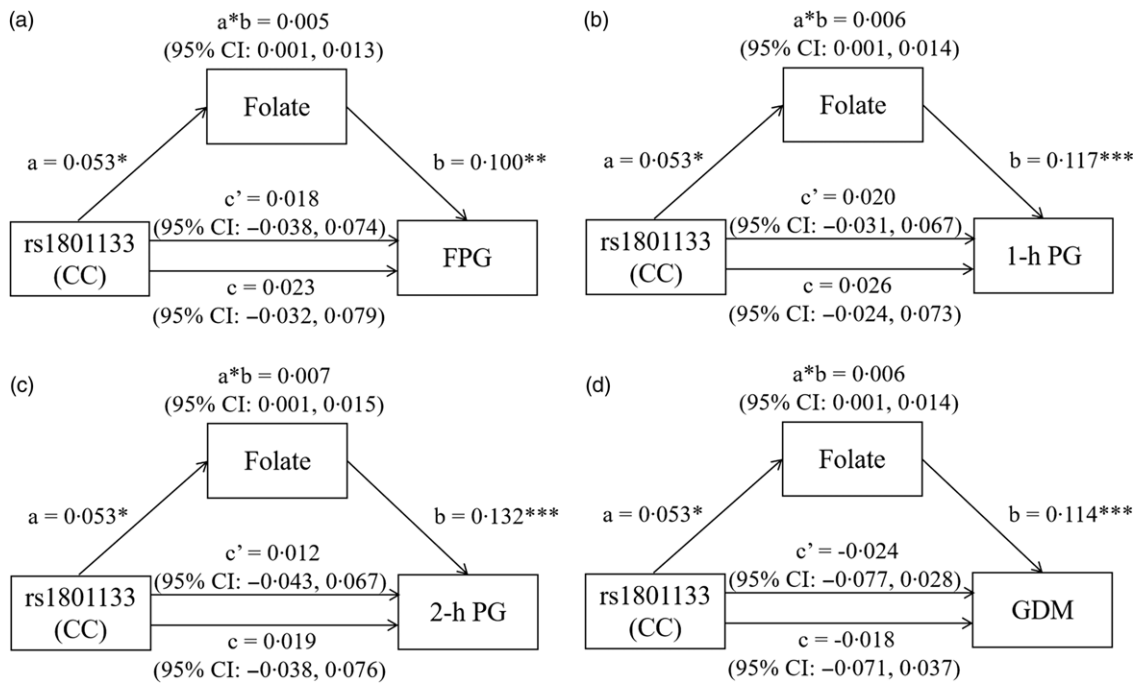 (a)
a*b = 0·005
(95% CI: 0·001, 0·013)
Folate
a = 0·053*
b = 0·100**
c’ = 0·018
(95% CI: −0·038, 0·074)
rs1801133
(CC)
FPG
c = 0·023
(95% CI: −0·032, 0·079)
(b)
a*b = 0·006
(95% CI: 0·001, 0·014)
Folate
a = 0·053*
b = 0·117***
c’ = 0·020
(95% CI: −0·031, 0·067)
rs1801133
(CC)
1-h PG
c = 0·026
(95% CI: −0·024, 0·073)
(c)
a*b = 0·007
(95% CI: 0·001, 0·015)
Folate
a = 0·053*
b = 0·132***
c’ = 0·012
(95% CI: −0·043, 0·067)
rs1801133
(CC)
2-h PG
c = 0·019
(95% CI: −0·038, 0·076)
(d)
a*b = 0·006
(95% CI: 0·001, 0·014)
Folate
a = 0·053*
b = 0·114***
c’ = -0·024
(95% CI: −0·077, 0·028)
rs1801133
(CC)
GDM
c = -0·018
(95% CI: −0·071, 0·037)